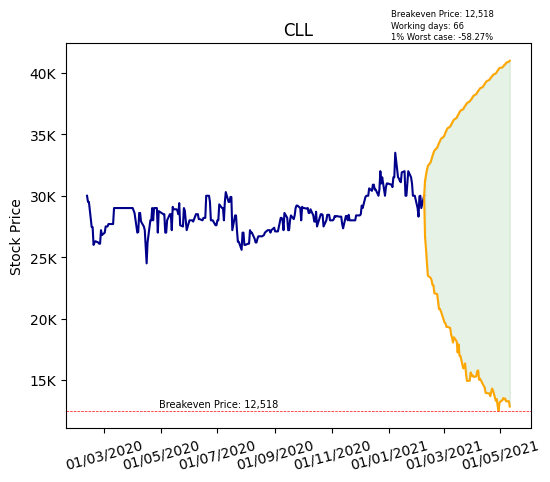 Breakeven Price: 12,518
Working days: 66
1% Worst case: -58.27%
CLL
Stock Price
40K
35K
30K
25K
20K
15K
Breakeven Price: 12,518
01/03/2020
01/05/2020
01/07/2020
01/09/2020
01/11/2020
01/01/2021
01/03/2021
01/05/2021